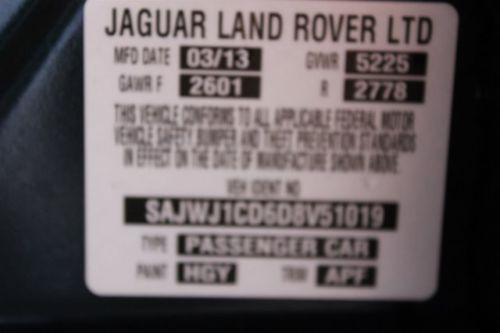 JAGUAR LAND ROVER LTD
MFD DATE 03/13 GVWR 5225
GAWR F 2601 R 2778
THIS VEHICLE CONFORMS TO ALL APPLICABLE FEDERAL MOTOR
VEHICLE SAFETY, BUMPER AND THEFT PREVENTION STANDARDS
IN EFFECT ON THE DATE OF MANUFACTURE SHOWN ABOVE.
VEH IDENT NO
SAJWJ1CD6D8V51019
TYPE PASSENGER CAR
PAINT HGY TRIM APF